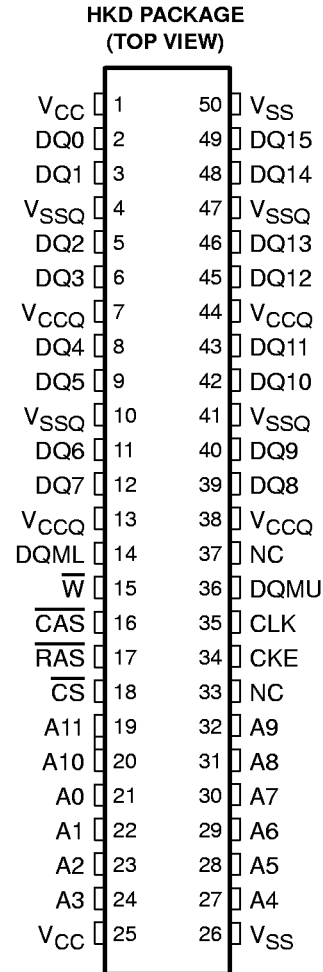 HKD PACKAGE
(TOP VIEW)
VCC 1 50 VSS
DQ0 2 49 DQ15
DQ1 3 48 DQ14
VSSQ 4 47 VSSQ
DQ2 5 46 DQ13
DQ3 6 45 DQ12
VCCQ 7 44 VCCQ
DQ4 8 43 DQ11
DQ5 9 42 DQ10
VSSQ 10 41 VSSQ
DQ6 11 40 DQ9
DQ7 12 39 DQ8
VCCQ 13 38 VCCQ
DQML 14 37 NC
W̅ 15 36 DQMU
C̅A̅S̅ 16 35 CLK
R̅A̅S̅ 17 34 CKE
C̅S̅ 18 33 NC
A11 19 32 A9
A10 20 31 A8
A0 21 30 A7
A1 22 29 A6
A2 23 28 A5
A3 24 27 A4
VCC 25 26 VSS